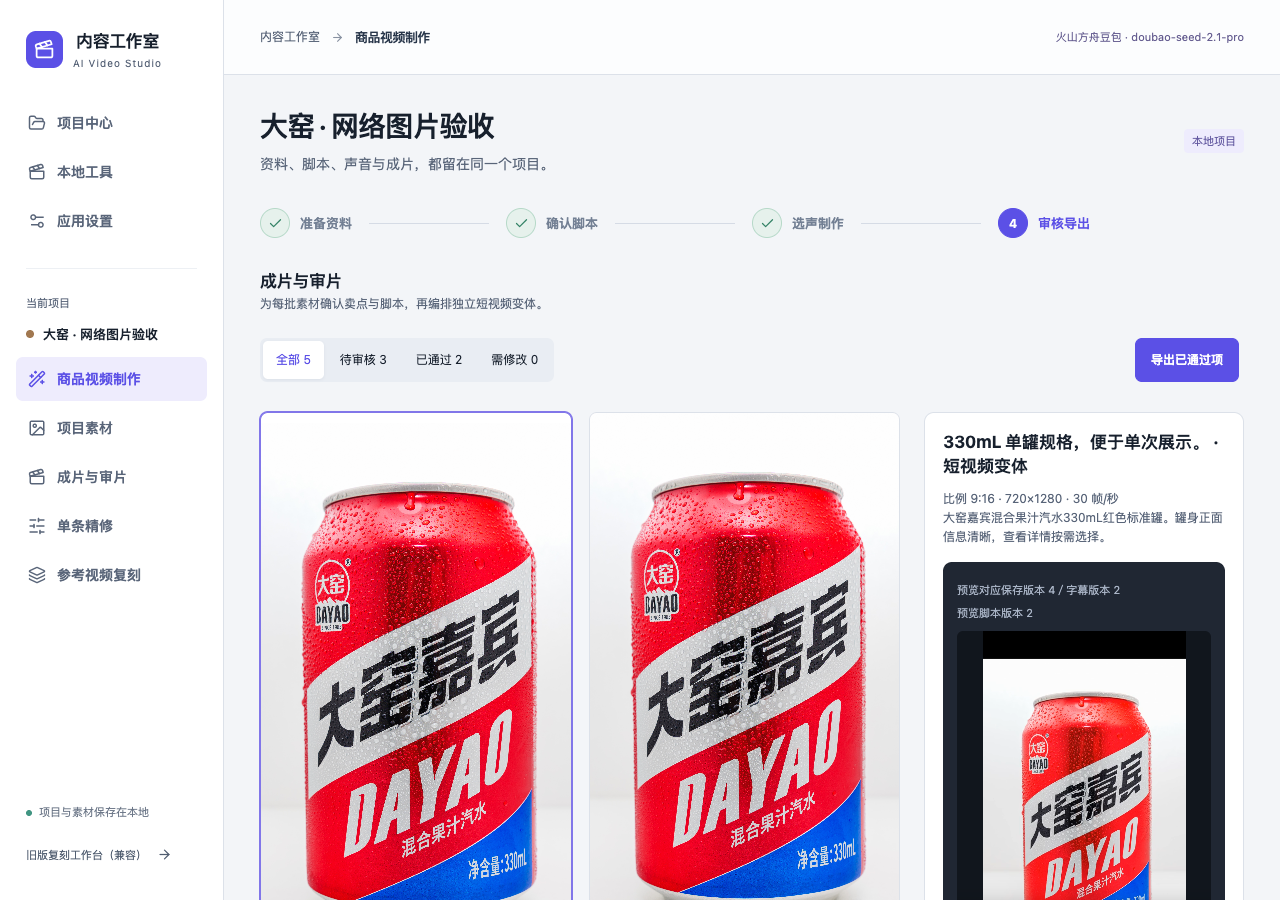 内容工作室
AI Video Studio
项目中心
本地工具
应用设置
当前项目
大窑 · 网络图片验收
商品视频制作
项目素材
成片与审片
单条精修
参考视频复刻
项目与素材保存在本地
旧版复刻工作台（兼容） →
内容工作室 → 商品视频制作
火山方舟豆包 · doubao-seed-2.1-pro
大窑 · 网络图片验收
资料、脚本、声音与成片，都留在同一个项目。
本地项目
准备资料
确认脚本
选声制作
4 审核导出
成片与审片
为每批素材确认卖点与脚本，再编排独立短视频变体。
全部 5 待审核 3 已通过 2 需修改 0
导出已通过项
大窑
DAYAO
大窑嘉宾
DAYAO
混合果汁汽水
净含量:330mL
大窑
DAYAO
大窑嘉宾
DAYAO
混合果汁汽水
净含量:330mL
330mL 单罐规格，便于单次展示。 ·
短视频变体
比例 9:16 · 720×1280 · 30 帧/秒
大窑嘉宾混合果汁汽水330mL红色标准罐。罐身正面
信息清晰，查看详情按需选择。
预览对应保存版本 4 / 字幕版本 2
预览脚本版本 2
大窑
DAYAO
大窑嘉宾
DAYAO
混合果汁汽水